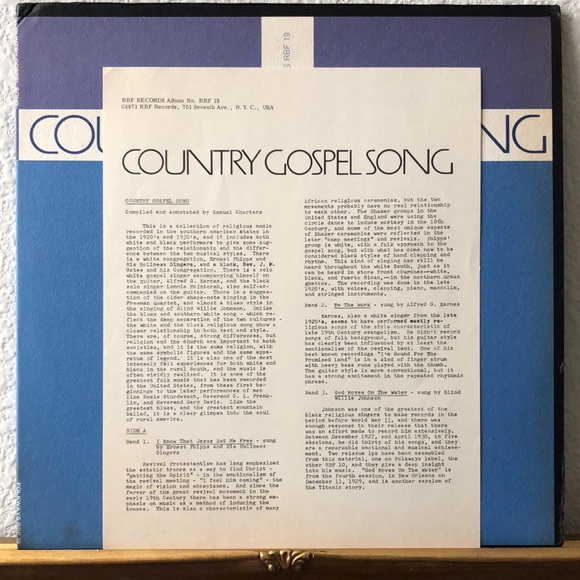 RBF 19
COU
NG
RBF RECORDS Album No. RBF 19
©1971 RBF Records, 701 Seventh Ave., N.Y.C., USA
COUNTRY GOSPEL SONG
COUNTRY GOSPEL SONG
Compiled and Annotated by Samuel Charters
This is a collection of religious music
recorded in the southern american states in
the 1920's and 1930's, and it includes both
white and black performers to give some sug-
gestion of the relationship and the differ-
ence between the two musical styles. There
is a white congregation, Ernest Phipps and
His Holiness Singers, and a black, Rev. J. M.
Gates and his Congregation. There is a solo
white gospel singer accompanying himself on
the guitar, Alfred G. Karnes, and the black
solo singer Lonnie McIntorsh, also self-ac-
companied on the guitar. There is a sugges-
tion of the older shape-note singing in the
Freeman Quartet, and almost a blues style in
the singing of Blind Willie Johnson. Like
the blues and southern white song - which re-
flect the deep separation of the two cultures -
the white and the black religious song show a
closer relationship in both text and style.
There are, of course, strong differences, but
religion and the church are important to both
societies, and it is the same religion, with
the same symbolic figures and the same appa-
ratus of legend. It is also one of the most
intensely felt experiences for both white and
black in the rural South, and the music is
often vividly realized. It is some of the
greatest folk music that has been recorded
in the United States, from these first be-
ginnings to the later performances of men
like Rosie Sturdevant, Reverend C. L. Frank-
lin, and Reverend Gary Davis. Like the
greatest blues, and the greatest mountain
ballet, it is a clear glimpse into the soul
of rural America.
SIDE A
Band 1. I Know That Jesus Set Me Free - sung
by Ernest Phipps and His Holiness
Singers
Revival protestantism has long emphasized
the estatic trance as a way to find Christ -
"getting the Spirit" - in the emotionalism of
the revival meeting - "I feel him coming" - the
magic of vision and acceptance. And since the
fervor of the great revival movement in the
early 19th Century there has been a strong em-
phasis on music as a method of inducing the
trance. This is also a characteristic of many
African religious ceremonies, but the two
movements probably have no real relationship
to each other. The Shaker groups in the
United States and England were using the
circle dance to induce ecstasy in the 18th
Century, and some of the most unique aspects
of Shaker ceremonies were reflected in the
later "camp meetings" and revivals. Phipps'
group is white, with a folk approach to the
gospel song, but with what has come now to be
considered black styles of hand clapping and
rhythm. This kind of singing can still be
heard throughout the South, just as it
can be heard in store front churches--white,
black, and Puerto Rican,--in the northern urban
ghettos. The recording was done in the late
1920's, with voices, clapping, piano, mandolin,
and stringed instruments.
Band 2. To The Work - sung by Alfred G. Karnes
Karnes, also a white singer from the late
1920's, seems to have performed mostly re-
ligious songs of the style characteristic of
late 19th Century evangelism. He didn't record
songs of folk background, but his guitar style
has clearly been influenced by at least the
emotionalism of the revival tent. One of his
best known recordings "I'm Bound For The
Promised Land" is in a kind of finger strum
with heavy bass runs played with the thumb.
The guitar style is more conventional, but it
has a strong excitement in the repeated rhythmic
phrase.
Band 3. God Moves On The Water - sung by Blind
Willie Johnson
Johnson was one of the greatest of the
black religious singers to make records in the
period before World War II, and there was
enough response to their release that there
was an effort made to record him extensively.
Between December 1927, and April 1930, in five
sessions, he did thirty of his songs, and they
are a remarkable emotional and musical achieve-
ment. Two reissue lps have been assembled
from this material, one on Folkways label, the
other RBF 10, and they give a deep insight
into his music. "God Moves On The Water" is
from the fourth session, in New Orleans on
December 11, 1929, and is another version of
the Titanic story.